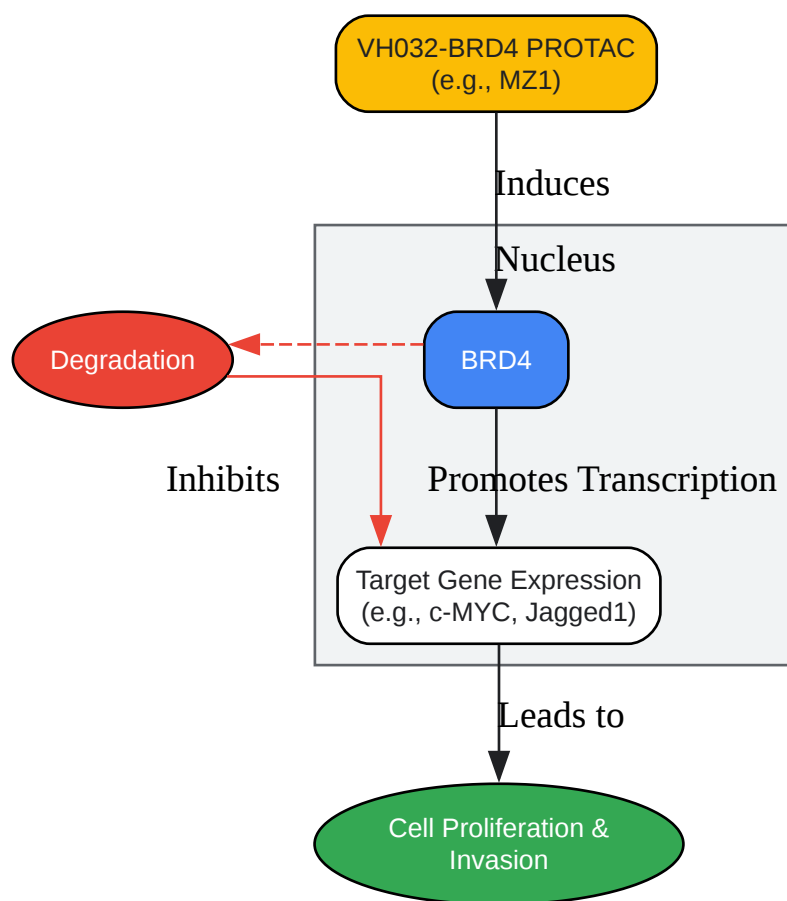 VH032-BRD4 PROTAC
(e.g., MZ1)
Induces
Nucleus
Degradation
BRD4
Inhibits
Promotes Transcription
Target Gene Expression
(e.g., c-MYC, Jagged1)
Leads to
Cell Proliferation &
Invasion